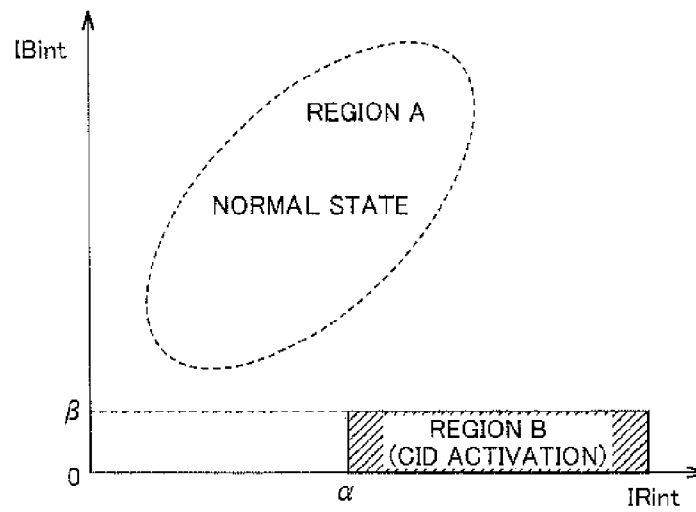 IBint
REGION A
NORMAL STATE
β
REGION B
(CID ACTIVATION)
0
α
IRint